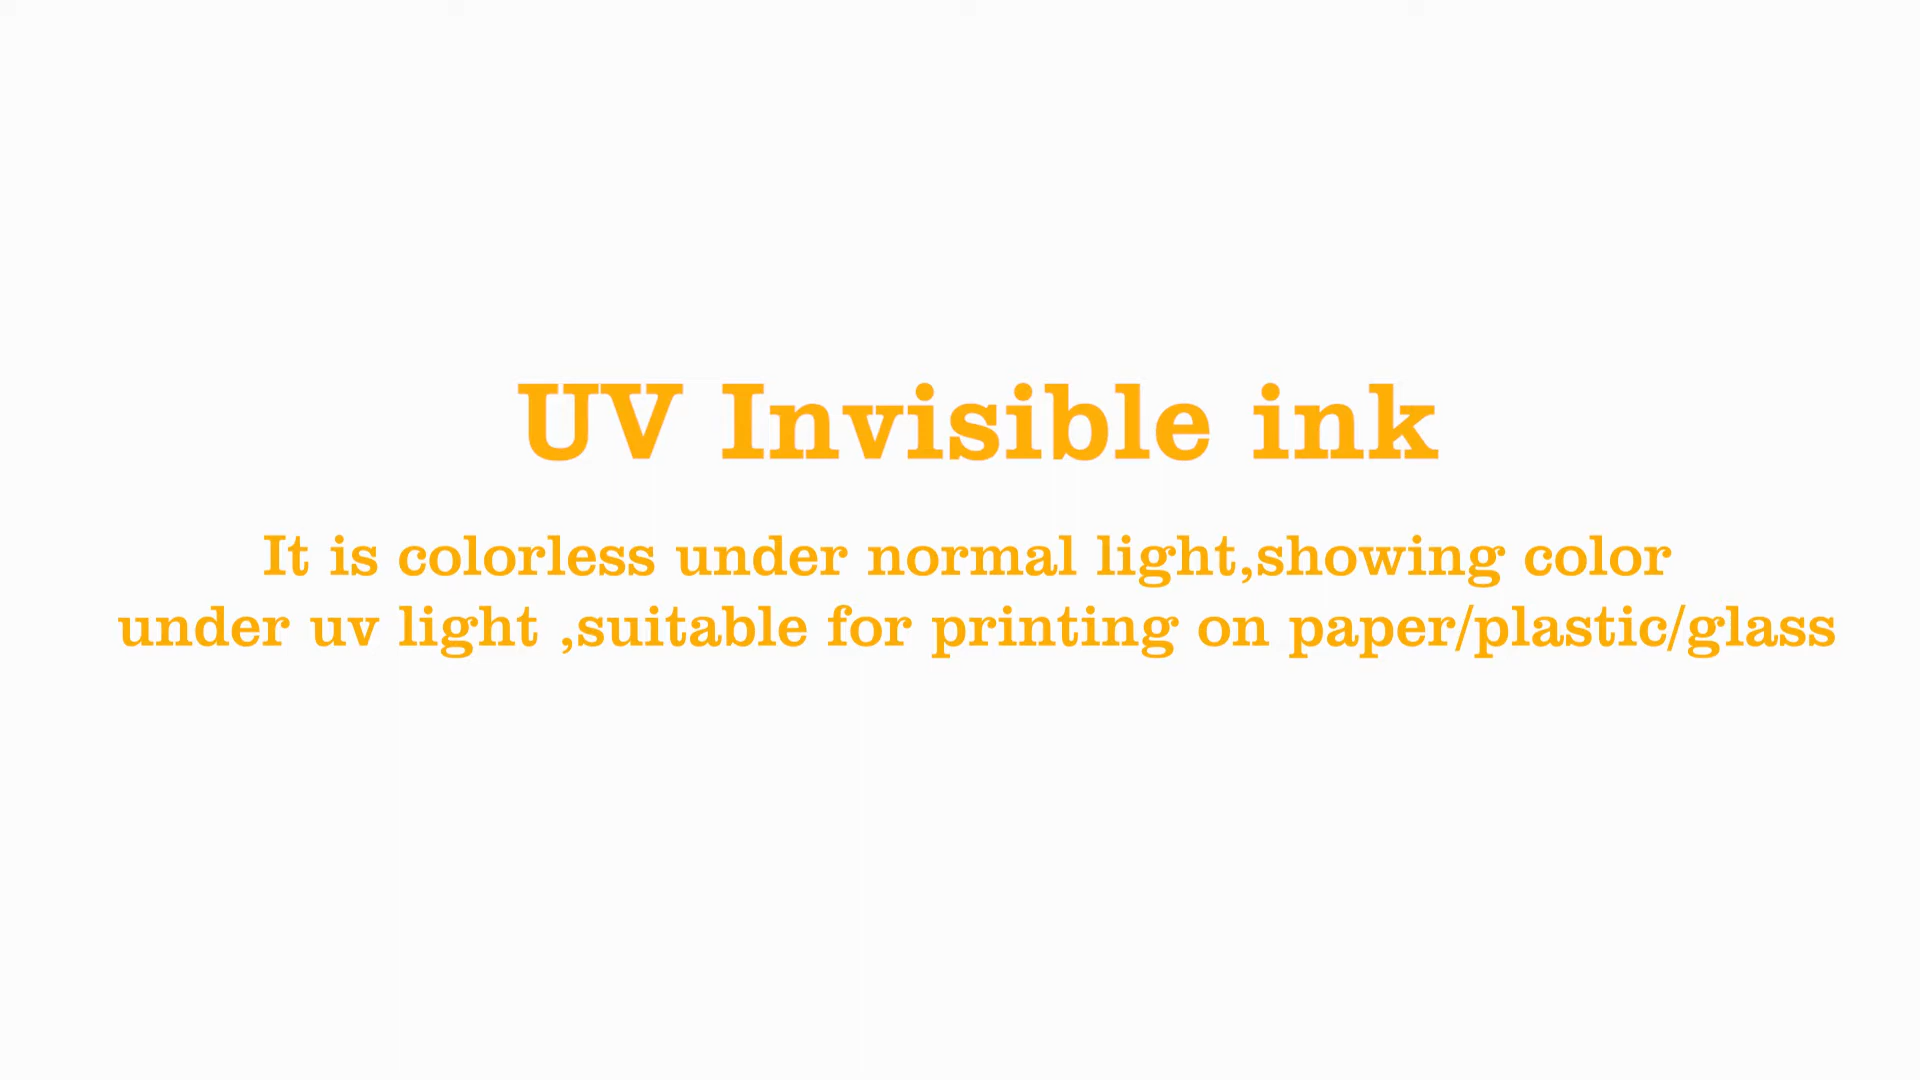 UV Invisible ink
It is colorless under normal light,showing color
under uv light ,suitable for printing on paper/plastic/glass